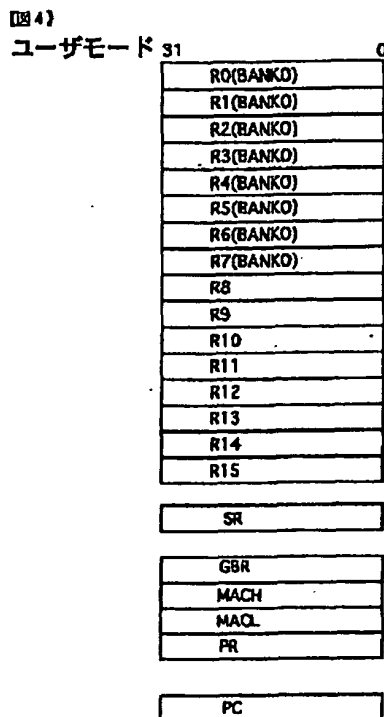 【図4】
ユーザモード 31 0
R0(BANK0)
R1(BANK0)
R2(BANK0)
R3(BANK0)
R4(BANK0)
R5(BANK0)
R6(BANK0)
R7(BANK0)
R8
R9
R10
R11
R12
R13
R14
R15
SR
GBR
MACH
MACL
PR
PC